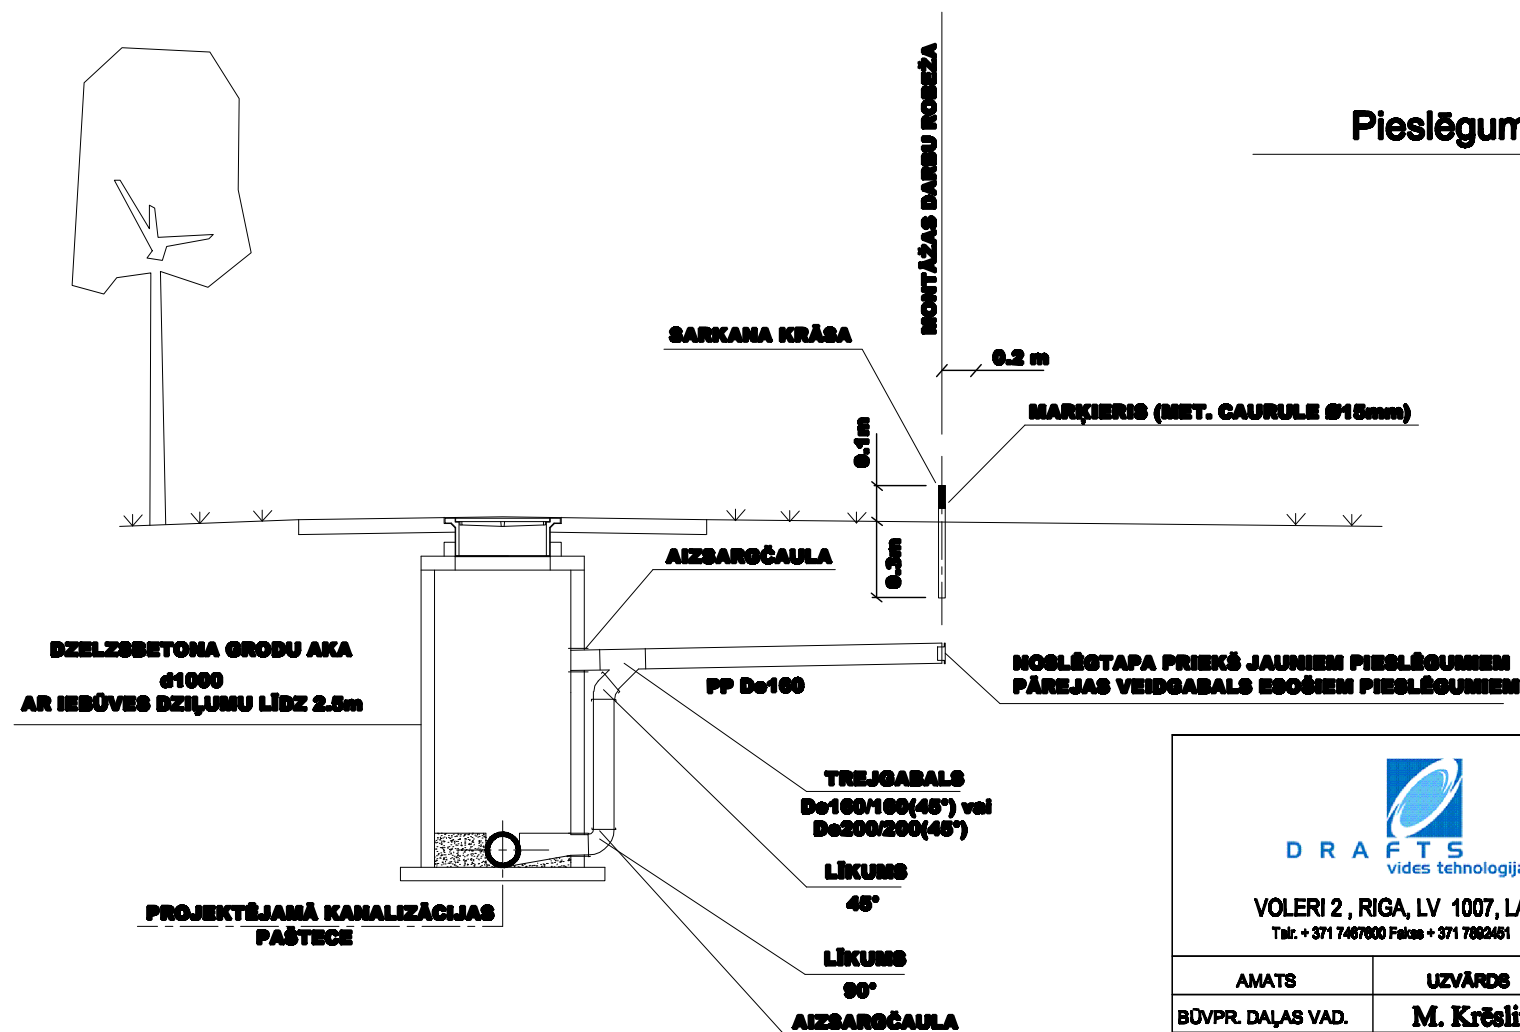 Pieslēgum
MONTĀŽAS DARBU ROBEŽA
SARKANA KRĀSA
0.2 m
MARĶIERIS (MET. CAURULE Ø15mm)
0.1m
0.3m
AIZSARGČAULA
DZELZSBETONA GRODU AKA
d1000
AR IEBŪVES DZIĻUMU LĪDZ 2.5m
PP De160
NOSLĒGTAPA PRIEKŠ JAUNIEM PIESLĒGUMIEM
PĀREJAS VEIDGABALS ESOŠIEM PIESLĒGUMIEM
TREJGABALS
De160/160(45°) vai
De200/200(45°)
LĪKUMS
45°
PROJEKTĒJAMĀ KANALIZĀCIJAS
PAŠTECE
LĪKUMS
90°
AIZSARGČAULA
DRAFTS
vides tehnoloģija
VOLERI 2 , RIGA, LV 1007, LA
Talr. + 371 7467600 Fakss + 371 7892451
AMATS UZVĀRDS
BŪVPR. DAĻAS VAD. M. Krēsli